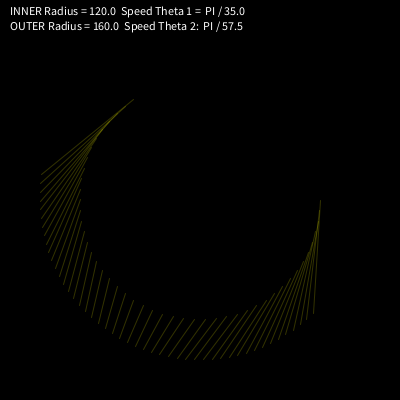 INNER Radius = 120.0  Speed Theta 1 =  PI / 35.0
OUTER Radius = 160.0  Speed Theta 2:  PI / 57.5